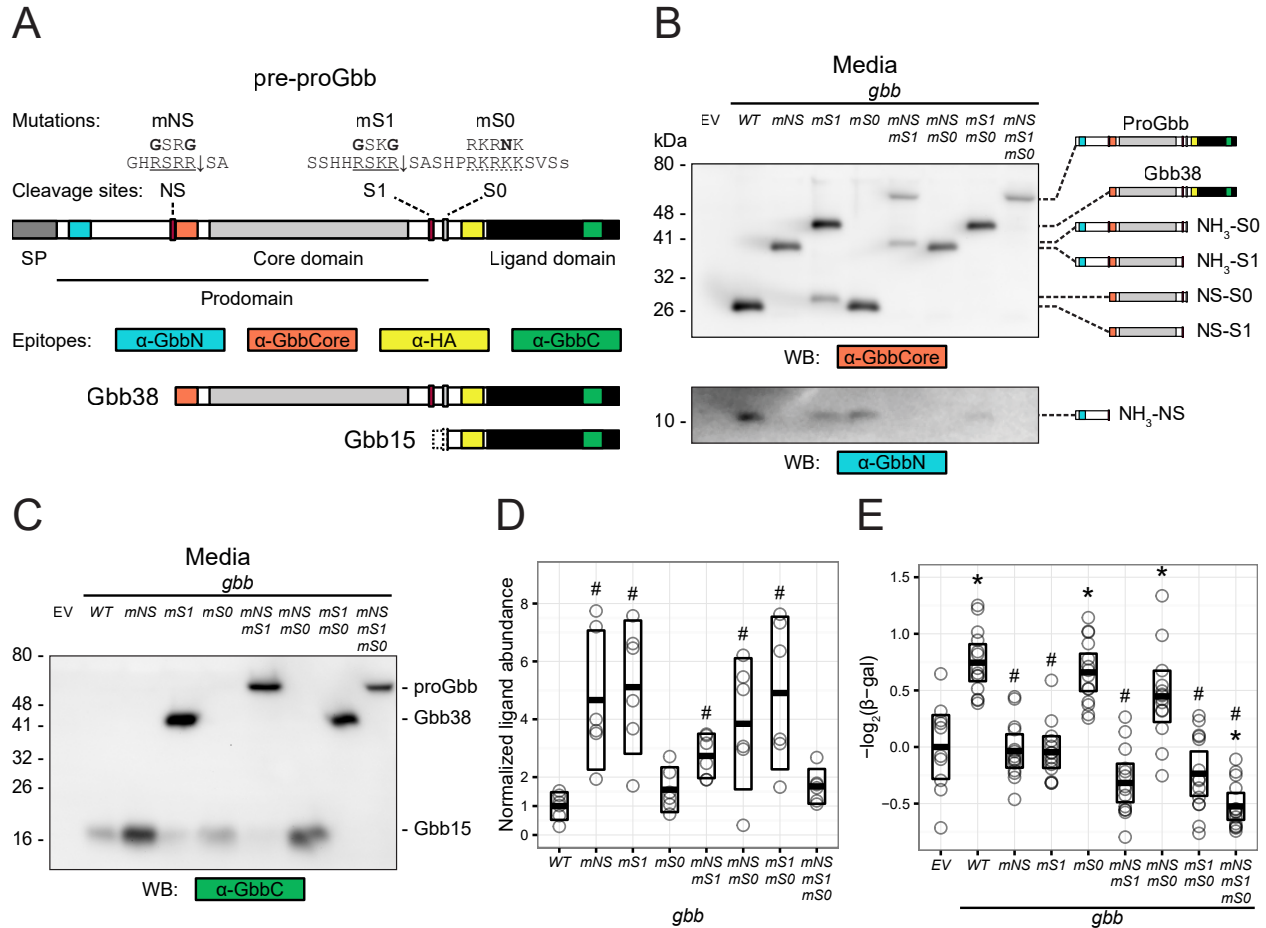 A
pre-proGbb
Mutations: mNS mS1 mS0
GSRG GSKG RKRNK
GHRSRR↓SA SSHHRSKR↓SASHPRKRKKSVSs
Cleavage sites: NS S1 S0
SP Core domain Ligand domain
Prodomain
Epitopes: α-GbbN α-GbbCore α-HA α-GbbC
Gbb38
Gbb15
B
Media
gbb
EV WT mNS mS1 mS0 mNS mS1 mNS mS0 mS1 mS0 mNS mS1 mS0
kDa
80 -
48 -
41 -
32 -
26 -
ProGbb
Gbb38
NH3-S0
NH3-S1
NS-S0
NS-S1
WB: α-GbbCore
10 -
NH3-NS
WB: α-GbbN
C
Media
gbb
EV WT mNS mS1 mS0 mNS mS1 mNS mS0 mS1 mS0 mNS mS1 mS0
80 -
48 -
41 -
32 -
26 -
16 -
- proGbb
- Gbb38
- Gbb15
WB: α-GbbC
D
Normalized ligand abundance
8
6
4
2
1
0
# # # # #
WT mNS mS1 mS0 mNS mS1 mNS mS0 mS1 mS0 mNS mS1 mS0
gbb
E
−log2(β−gal)
1.5
1.0
0.5
0.0
−0.5
* # # * # * # # *
EV WT mNS mS1 mS0 mNS mS1 mNS mS0 mS1 mS0 mNS mS1 mS0
gbb